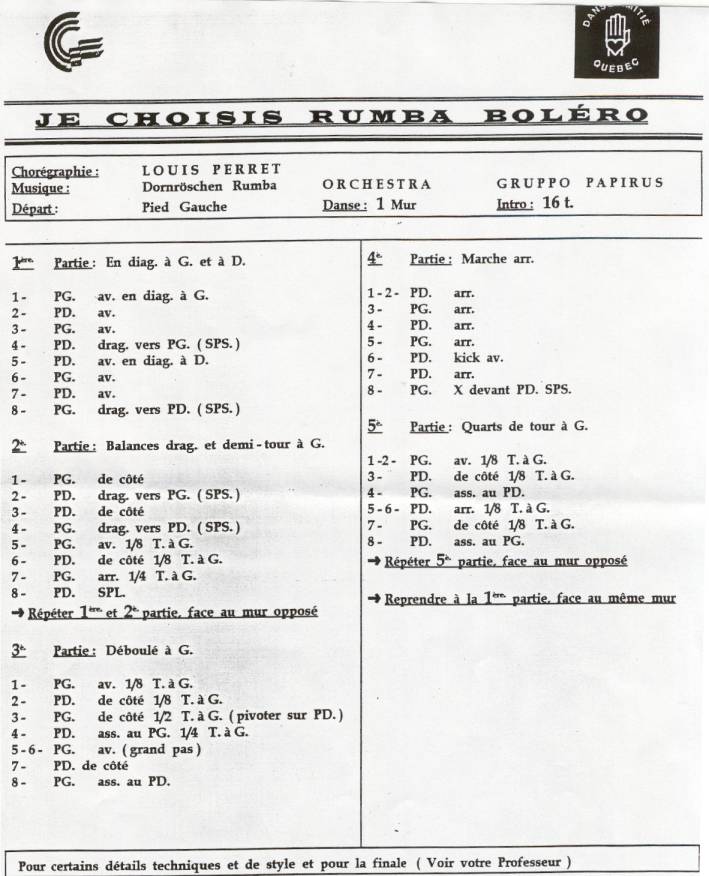 DANSE AMITIÉ
QUÉBEC
JE CHOISIS RUMBA BOLÉRO
Chorégraphie : LOUIS PERRET
Musique : Dornröschen Rumba ORCHESTRA GRUPPO PAPIRUS
Départ : Pied Gauche Danse : 1 Mur Intro : 16 t.
1ère. Partie : En diag. à G. et à D.
1- PG. av. en diag. à G.
2- PD. av.
3- PG. av.
4- PD. drag. vers PG. (SPS.)
5- PD. av. en diag. à D.
6- PG. av.
7- PD. av.
8- PG. drag. vers PD. (SPS.)
2e. Partie : Balances drag. et demi-tour à G.
1- PG. de côté
2- PD. drag. vers PG. (SPS.)
3- PD. de côté
4- PG. drag. vers PD. (SPS.)
5- PG. av. 1/8 T. à G.
6- PD. de côté 1/8 T. à G.
7- PG. arr. 1/4 T. à G.
8- PD. SPL.
→ Répéter 1ère. et 2e. partie, face au mur opposé
3e. Partie : Déboulé à G.
1- PG. av. 1/8 T. à G.
2- PD. de côté 1/8 T. à G.
3- PG. de côté 1/2 T. à G. (pivoter sur PD.)
4- PD. ass. au PG. 1/4 T. à G.
5-6- PG. av. (grand pas)
7- PD. de côté
8- PG. ass. au PD.
4e. Partie : Marche arr.
1-2- PD. arr.
3- PG. arr.
4- PD. arr.
5- PG. arr.
6- PD. kick av.
7- PD. arr.
8- PG. X devant PD. SPS.
5e. Partie : Quarts de tour à G.
1-2- PG. av. 1/8 T. à G.
3- PD. de côté 1/8 T. à G.
4- PG. ass. au PD.
5-6- PD. arr. 1/8 T. à G.
7- PG. de côté 1/8 T. à G.
8- PD. ass. au PG.
→ Répéter 5e. partie, face au mur opposé
→ Reprendre à la 1ère. partie, face au même mur
Pour certains détails techniques et de style et pour la finale ( Voir votre Professeur )